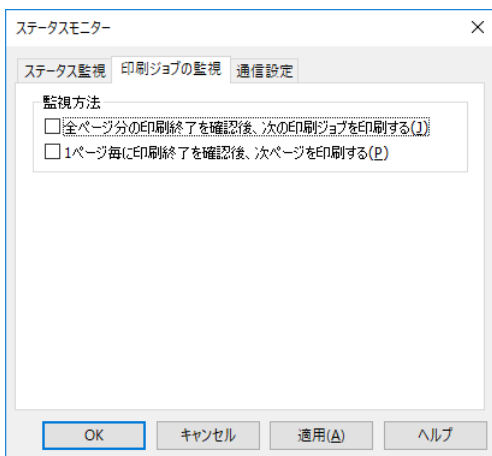 ステータスモニター
ステータス監視 印刷ジョブの監視 通信設定
監視方法
全ページ分の印刷終了を確認後、次の印刷ジョブを印刷する(J)
1ページ毎に印刷終了を確認後、次ページを印刷する(P)
OK キャンセル 適用(A) ヘルプ